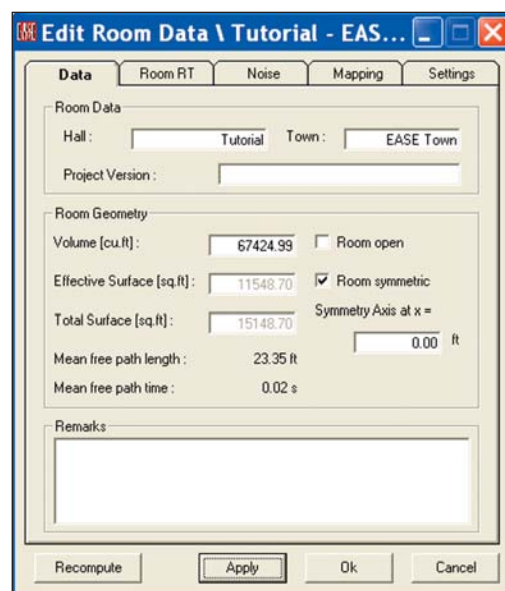 EASE Edit Room Data \ Tutorial - EAS...
Data Room RT Noise Mapping Settings
Room Data
Hall : Tutorial Town : EASE Town
Project Version :
Room Geometry
Volume [cu.ft] : 67424.99 Room open
Effective Surface [sq.ft] : 11548.70 Room symmetric
Total Surface [sq.ft] : 15148.70 Symmetry Axis at x =
0.00 ft
Mean free path length : 23.35 ft
Mean free path time : 0.02 s
Remarks
Recompute Apply Ok Cancel